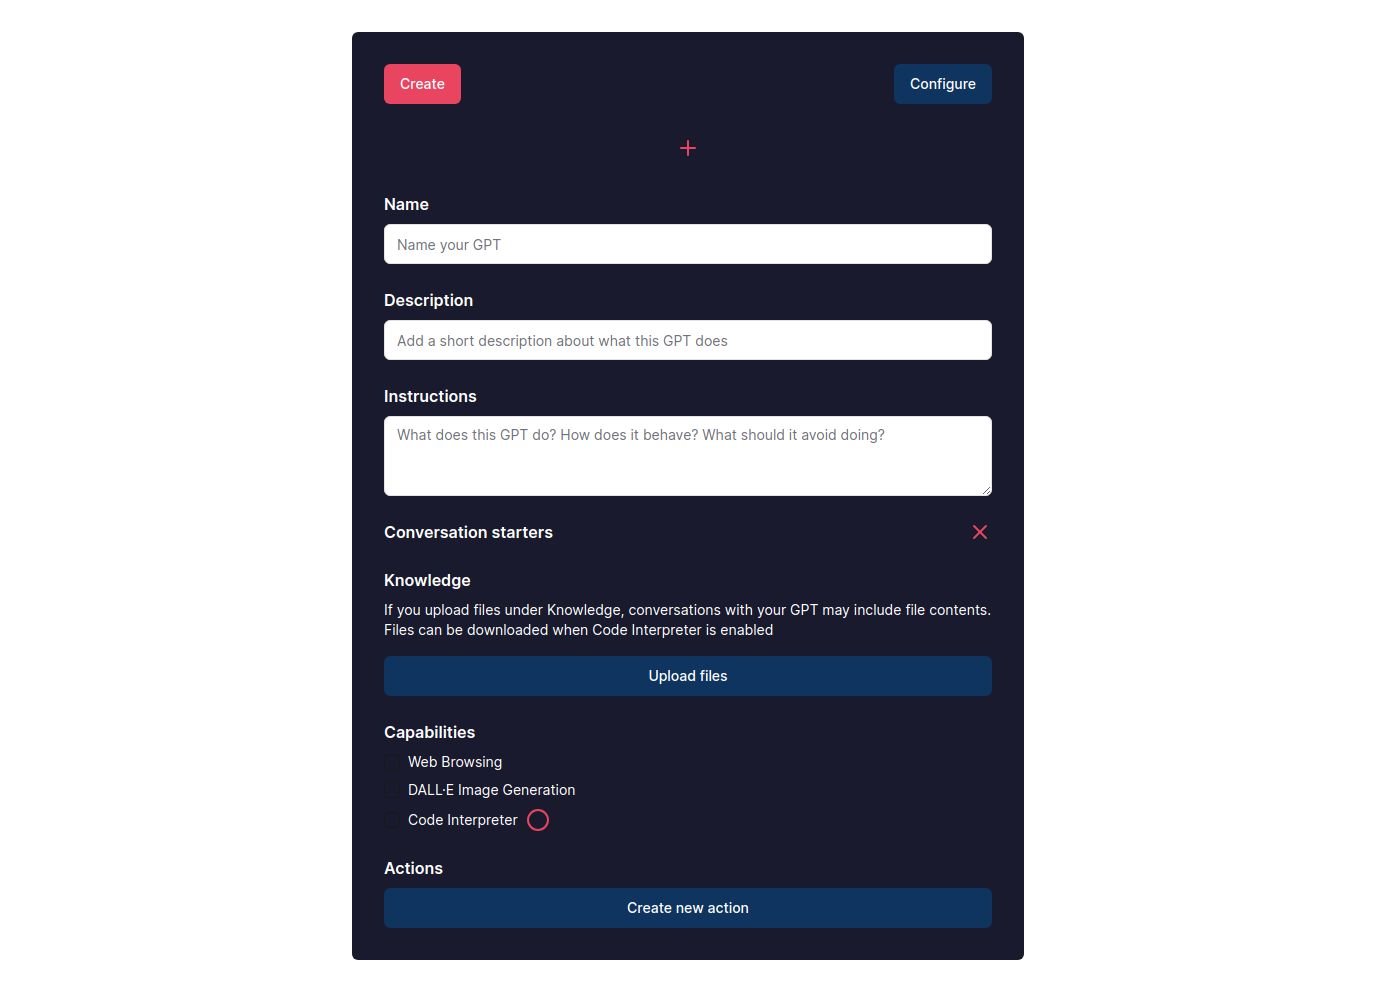 Create
Configure
Name
Name your GPT
Description
Add a short description about what this GPT does
Instructions
What does this GPT do? How does it behave? What should it avoid doing?
Conversation starters
Knowledge
If you upload files under Knowledge, conversations with your GPT may include file contents.
Files can be downloaded when Code Interpreter is enabled
Upload files
Capabilities
Web Browsing
DALL·E Image Generation
Code Interpreter
Actions
Create new action